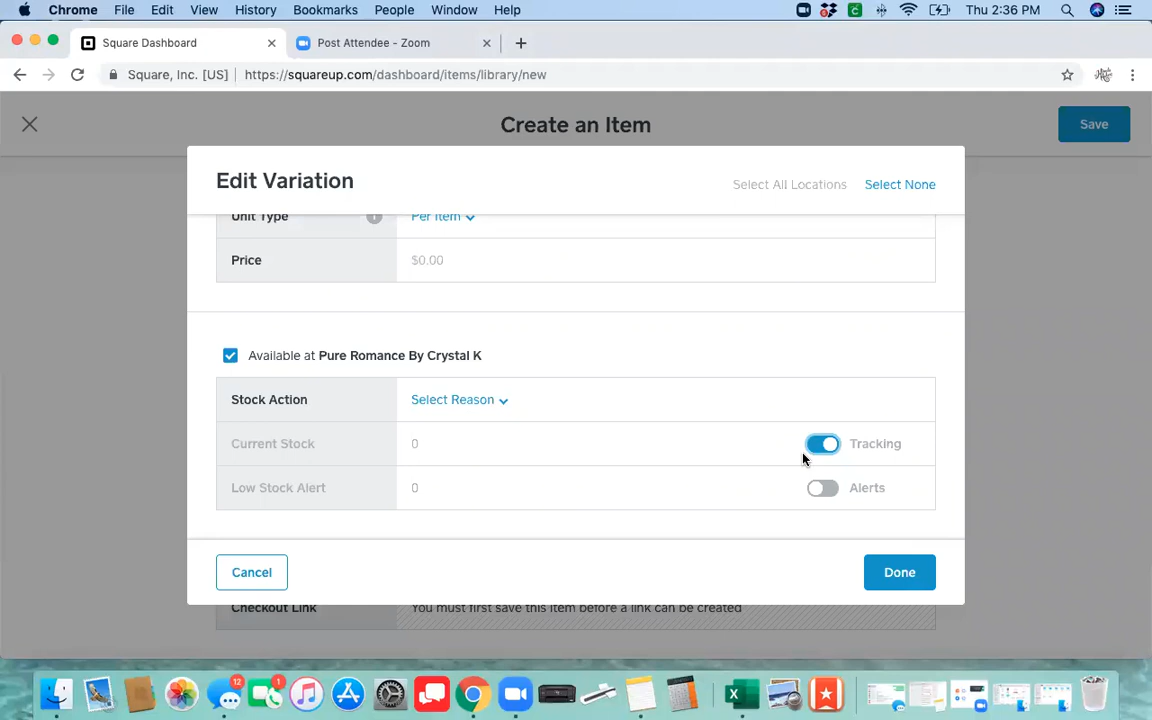 Chrome File Edit View History Bookmarks People Window Help Thu 2:36 PM
Square Dashboard Post Attendee - Zoom
Square, Inc. [US] https://squareup.com/dashboard/items/library/new
Create an Item Save
Edit Variation Select All Locations Select None
Unit Type Per Item
Price $0.00
Available at Pure Romance By Crystal K
Stock Action Select Reason
Current Stock 0 Tracking
Low Stock Alert 0 Alerts
Cancel Done
Checkout Link You must first save this item before a link can be created
12 1